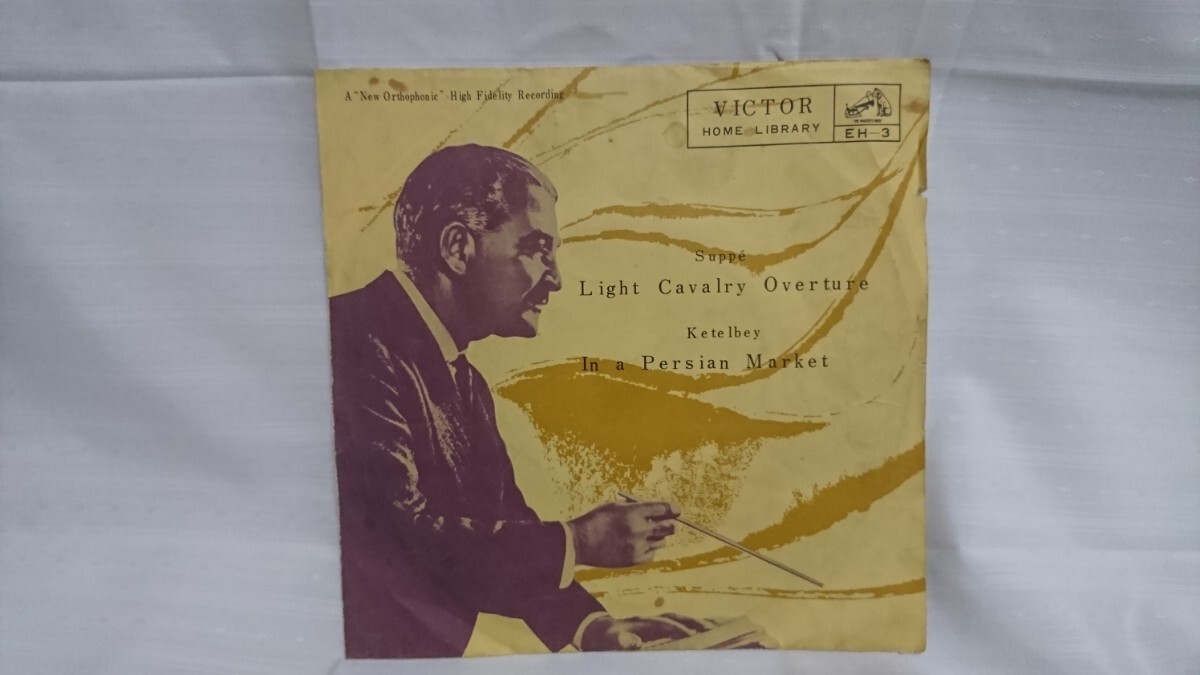 A "New Orthophonic" High Fidelity Recording
VICTOR
HOME LIBRARY
EH-3
Suppé
Light Cavalry Overture
Ketelbey
In a Persian Market